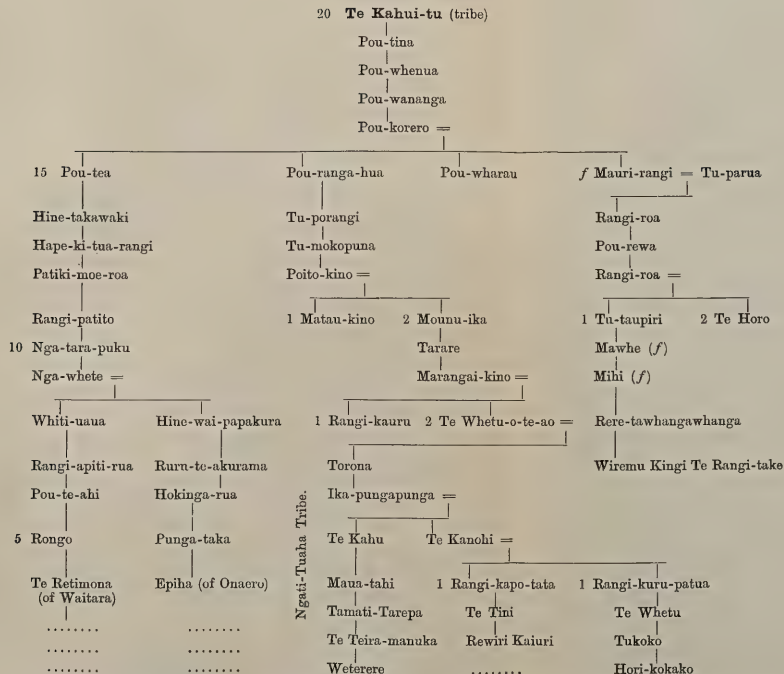 20 Te Kahui-tu (tribe)
Pou-tina
Pou-whenua
Pou-wananga
Pou-korero =
15 Pou-tea Pou-ranga-hua Pou-wharau f Mauri-rangi = Tu-parua
Hine-takawaki Tu-porangi Rangi-roa
Hape-ki-tua-rangi Tu-mokopuna Pou-rewa
Patiki-moe-roa Poito-kino = Rangi-roa =
Rangi-patito 1 Matau-kino 2 Mounu-ika 1 Tu-taupiri 2 Te Horo
10 Nga-tara-puku Tarare Mawhe (f)
Nga-whete = Marangai-kino = Mihi (f)
Whiti-uaua Hine-wai-papakura 1 Rangi-kauru 2 Te Whetu-o-te-ao = Rere-tawhangawhanga
Rangi-apiti-rua Ruru-te-akurama Torona Wiremu Kingi Te Rangi-take
Pou-te-ahi Hokinga-rua Ika-pungapunga =
Ngati-Tuaha Tribe.
5 Rongo Punga-taka Te Kahu Te Kanohi =
Te Retimona Epiha (of Onaero) Maua-tahi 1 Rangi-kapo-tata 1 Rangi-kuru-patua
(of Waitara) Tamati-Tarepa Te Tini Te Whetu
........ ........ Te Teira-manuka Rewiri Kaiuri Tukoko
........ ........ Weterere ........ Hori-kokako